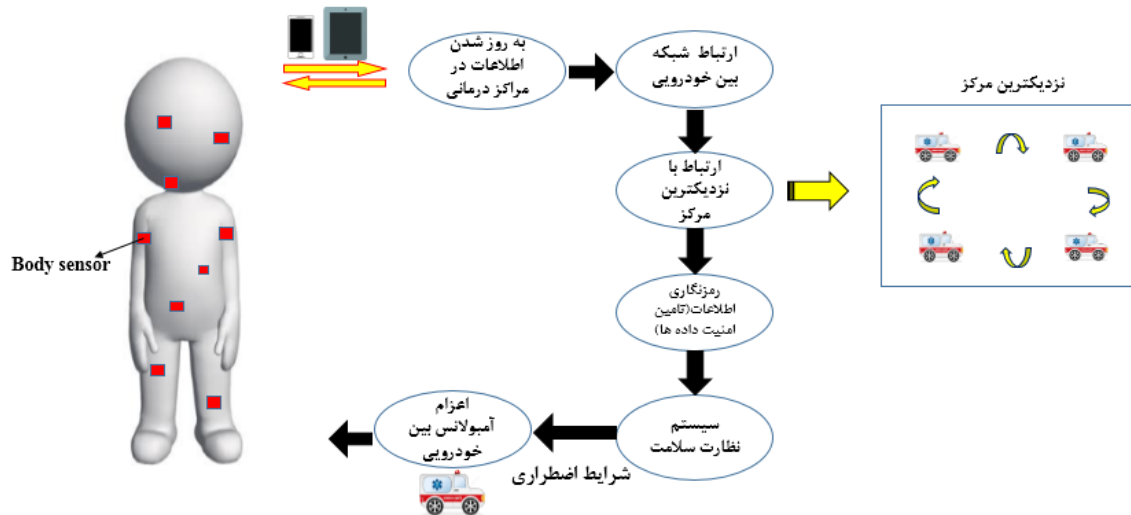 به روز شدن
اطلاعات در
مراکز درمانی
ارتباط شبکه
بین خودرویی
نزدیکترین مرکز
ارتباط با
نزدیکترین
مرکز
Body sensor
رمزنگاری
اطلاعات(تامین
امنیت داده ها)
سیستم
نظارت سلامت
اعزام
آمبولانس بین
خودرویی
شرایط اضطراری